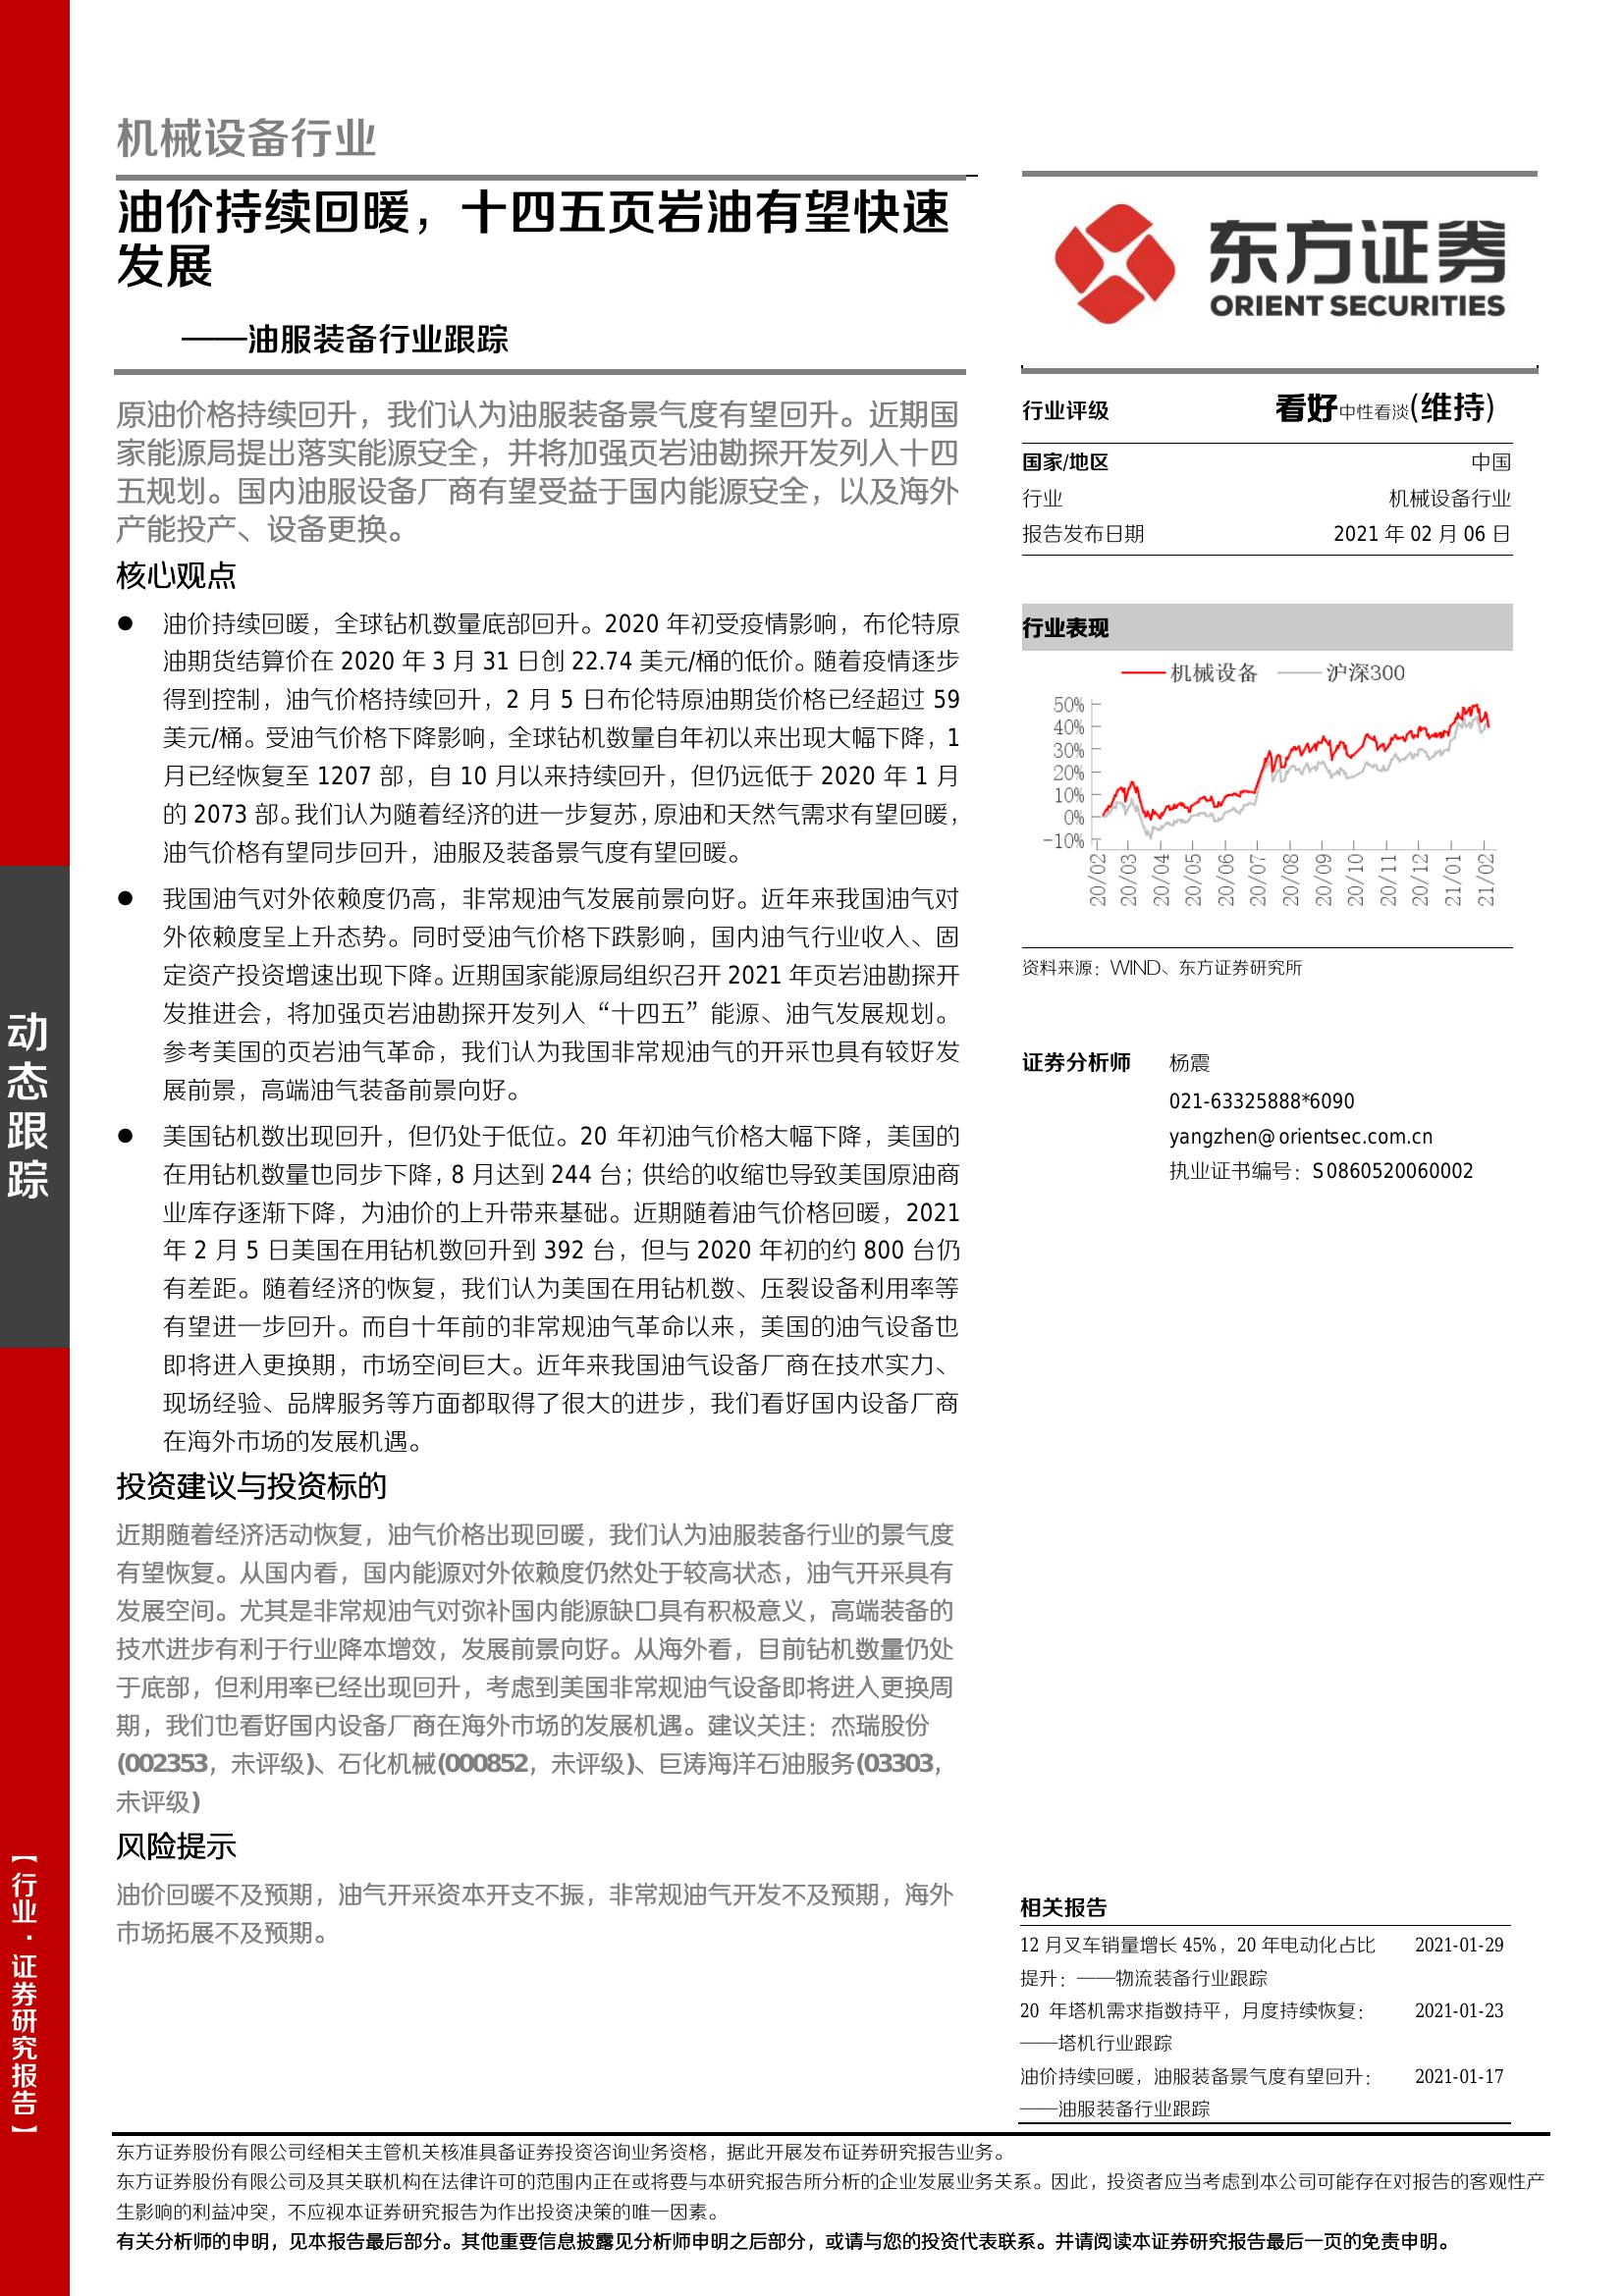 机械设备行业
油价持续回暖，十四五页岩油有望快速
发展
——油服装备行业跟踪
原油价格持续回升，我们认为油服装备景气度有望回升。近期国
家能源局提出落实能源安全，并将加强页岩油勘探开发列入十四
五规划。国内油服设备厂商有望受益于国内能源安全，以及海外
产能投产、设备更换。
核心观点
● 油价持续回暖，全球钻机数量底部回升。2020 年初受疫情影响，布伦特原
油期货结算价在 2020 年 3 月 31 日创 22.74 美元/桶的低价。随着疫情逐步
得到控制，油气价格持续回升，2 月 5 日布伦特原油期货价格已经超过 59
美元/桶。受油气价格下降影响，全球钻机数量自年初以来出现大幅下降，1
月已经恢复至 1207 部，自 10 月以来持续回升，但仍远低于 2020 年 1 月
的 2073 部。我们认为随着经济的进一步复苏，原油和天然气需求有望回暖，
油气价格有望同步回升，油服及装备景气度有望回暖。
● 我国油气对外依赖度仍高，非常规油气发展前景向好。近年来我国油气对
外依赖度呈上升态势。同时受油气价格下跌影响，国内油气行业收入、固
定资产投资增速出现下降。近期国家能源局组织召开 2021 年页岩油勘探开
发推进会，将加强页岩油勘探开发列入“十四五”能源、油气发展规划。
参考美国的页岩油气革命，我们认为我国非常规油气的开采也具有较好发
展前景，高端油气装备前景向好。
● 美国钻机数出现回升，但仍处于低位。20 年初油气价格大幅下降，美国的
在用钻机数量也同步下降，8 月达到 244 台；供给的收缩也导致美国原油商
业库存逐渐下降，为油价的上升带来基础。近期随着油气价格回暖，2021
年 2 月 5 日美国在用钻机数回升到 392 台，但与 2020 年初的约 800 台仍
有差距。随着经济的恢复，我们认为美国在用钻机数、压裂设备利用率等
有望进一步回升。而自十年前的非常规油气革命以来，美国的油气设备也
即将进入更换期，市场空间巨大。近年来我国油气设备厂商在技术实力、
现场经验、品牌服务等方面都取得了很大的进步，我们看好国内设备厂商
在海外市场的发展机遇。
投资建议与投资标的
近期随着经济活动恢复，油气价格出现回暖，我们认为油服装备行业的景气度
有望恢复。从国内看，国内能源对外依赖度仍然处于较高状态，油气开采具有
发展空间。尤其是非常规油气对弥补国内能源缺口具有积极意义，高端装备的
技术进步有利于行业降本增效，发展前景向好。从海外看，目前钻机数量仍处
于底部，但利用率已经出现回升，考虑到美国非常规油气设备即将进入更换周
期，我们也看好国内设备厂商在海外市场的发展机遇。建议关注：杰瑞股份
(002353，未评级)、石化机械(000852，未评级)、巨涛海洋石油服务(03303，
未评级)
风险提示
油价回暖不及预期，油气开采资本开支不振，非常规油气开发不及预期，海外
市场拓展不及预期。
东方证券
ORIENT SECURITIES
行业评级 看好中性看淡(维持)
国家/地区 中国
行业 机械设备行业
报告发布日期 2021 年 02 月 06 日
行业表现
机械设备 沪深300
50%
40%
30%
20%
10%
0%
-10%
20/02 20/03 20/04 20/05 20/06 20/07 20/08 20/09 20/10 20/11 20/12 21/01 21/02
资料来源：WIND、东方证券研究所
证券分析师 杨震
021-63325888*6090
yangzhen@orientsec.com.cn
执业证书编号：S0860520060002
相关报告
12 月叉车销量增长 45%，20 年电动化占比 2021-01-29
提升：——物流装备行业跟踪
20 年塔机需求指数持平，月度持续恢复： 2021-01-23
——塔机行业跟踪
油价持续回暖，油服装备景气度有望回升： 2021-01-17
——油服装备行业跟踪
动态跟踪
【行业·证券研究报告】
东方证券股份有限公司经相关主管机关核准具备证券投资咨询业务资格，据此开展发布证券研究报告业务。
东方证券股份有限公司及其关联机构在法律许可的范围内正在或将要与本研究报告所分析的企业发展业务关系。因此，投资者应当考虑到本公司可能存在对报告的客观性产
生影响的利益冲突，不应视本证券研究报告为作出投资决策的唯一因素。
有关分析师的申明，见本报告最后部分。其他重要信息披露见分析师申明之后部分，或请与您的投资代表联系。并请阅读本证券研究报告最后一页的免责申明。